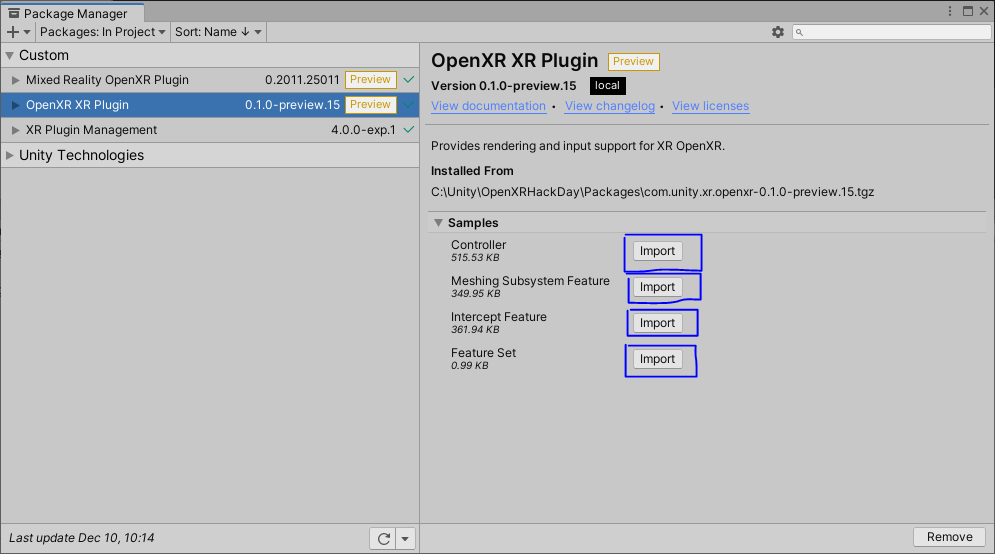 Package Manager
Packages: In Project Sort: Name ↓
Custom
Mixed Reality OpenXR Plugin 0.2011.25011 Preview
OpenXR XR Plugin 0.1.0-preview.15 Preview
XR Plugin Management 4.0.0-exp.1
Unity Technologies
Last update Dec 10, 10:14
OpenXR XR Plugin Preview
Version 0.1.0-preview.15 local
View documentation • View changelog • View licenses
Provides rendering and input support for XR OpenXR.
Installed From
C:\Unity\OpenXRHackDay\Packages\com.unity.xr.openxr-0.1.0-preview.15.tgz
Samples
Controller Import
515.53 KB
Meshing Subsystem Feature Import
349.95 KB
Intercept Feature Import
361.94 KB
Feature Set Import
0.99 KB
Remove